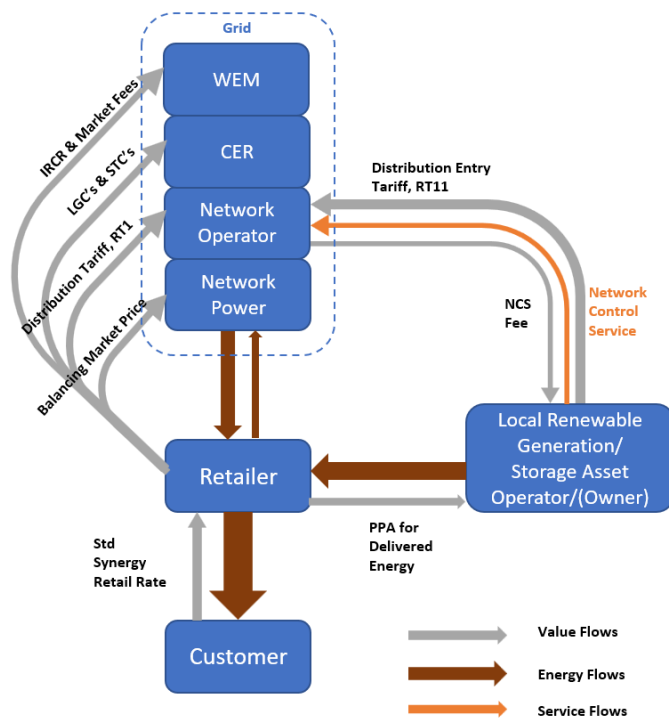 Grid
WEM
CER
Network
Operator
Network
Power
IRCR & Market Fees
LGC's & STC's
Distribution Tariff, RT1
Balancing Market Price
Distribution Entry
Tariff, RT11
NCS
Fee
Network
Control
Service
Local Renewable
Generation/
Storage Asset
Operator/(Owner)
Retailer
PPA for
Delivered
Energy
Std
Synergy
Retail Rate
Customer
Value Flows
Energy Flows
Service Flows